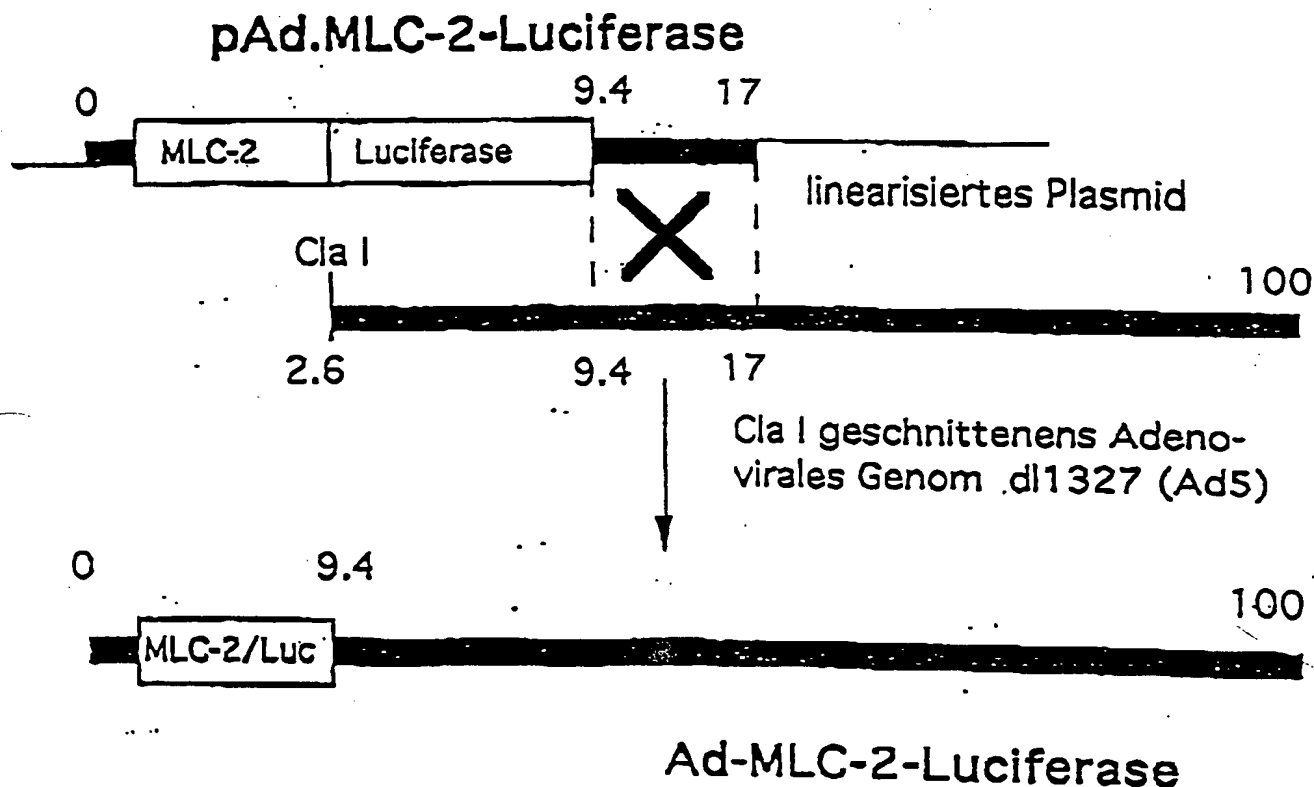 pAd.MLC-2-Luciferase
0
9.4
17
MLC-2
Luciferase
linearisiertes Plasmid
Cla I
100
2.6
9.4
17
Cla I geschnittenens Adeno-
virales Genom .dl1327 (Ad5)
0
9.4
100
MLC-2/Luc
Ad-MLC-2-Luciferase